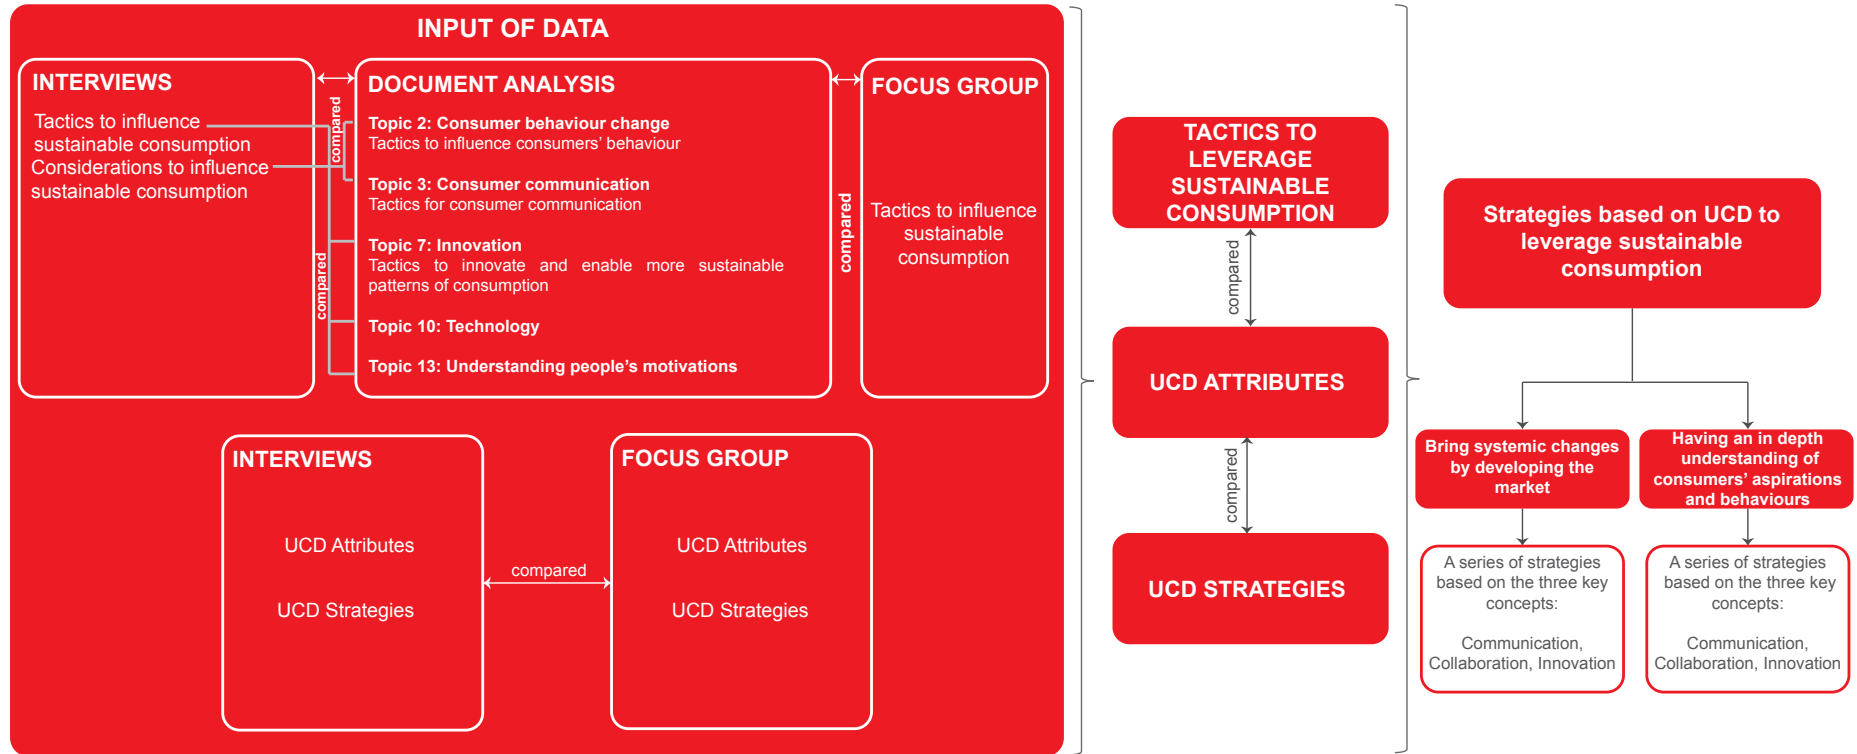 INPUT OF DATA
INTERVIEWS
Tactics to influence
sustainable consumption
Considerations to influence
sustainable consumption
compared
compared
DOCUMENT ANALYSIS
Topic 2: Consumer behaviour change
Tactics to influence consumers’ behaviour
Topic 3: Consumer communication
Tactics for consumer communication
Topic 7: Innovation
Tactics to innovate and enable more sustainable
patterns of consumption
Topic 10: Technology
Topic 13: Understanding people’s motivations
compared
FOCUS GROUP
Tactics to influence
sustainable
consumption
INTERVIEWS
UCD Attributes
UCD Strategies
compared
FOCUS GROUP
UCD Attributes
UCD Strategies
TACTICS TO
LEVERAGE
SUSTAINABLE
CONSUMPTION
compared
UCD ATTRIBUTES
compared
UCD STRATEGIES
Strategies based on UCD to
leverage sustainable
consumption
Bring systemic changes
by developing the
market
A series of strategies
based on the three key
concepts:
Communication,
Collaboration, Innovation
Having an in depth
understanding of
consumers’ aspirations
and behaviours
A series of strategies
based on the three key
concepts:
Communication,
Collaboration, Innovation